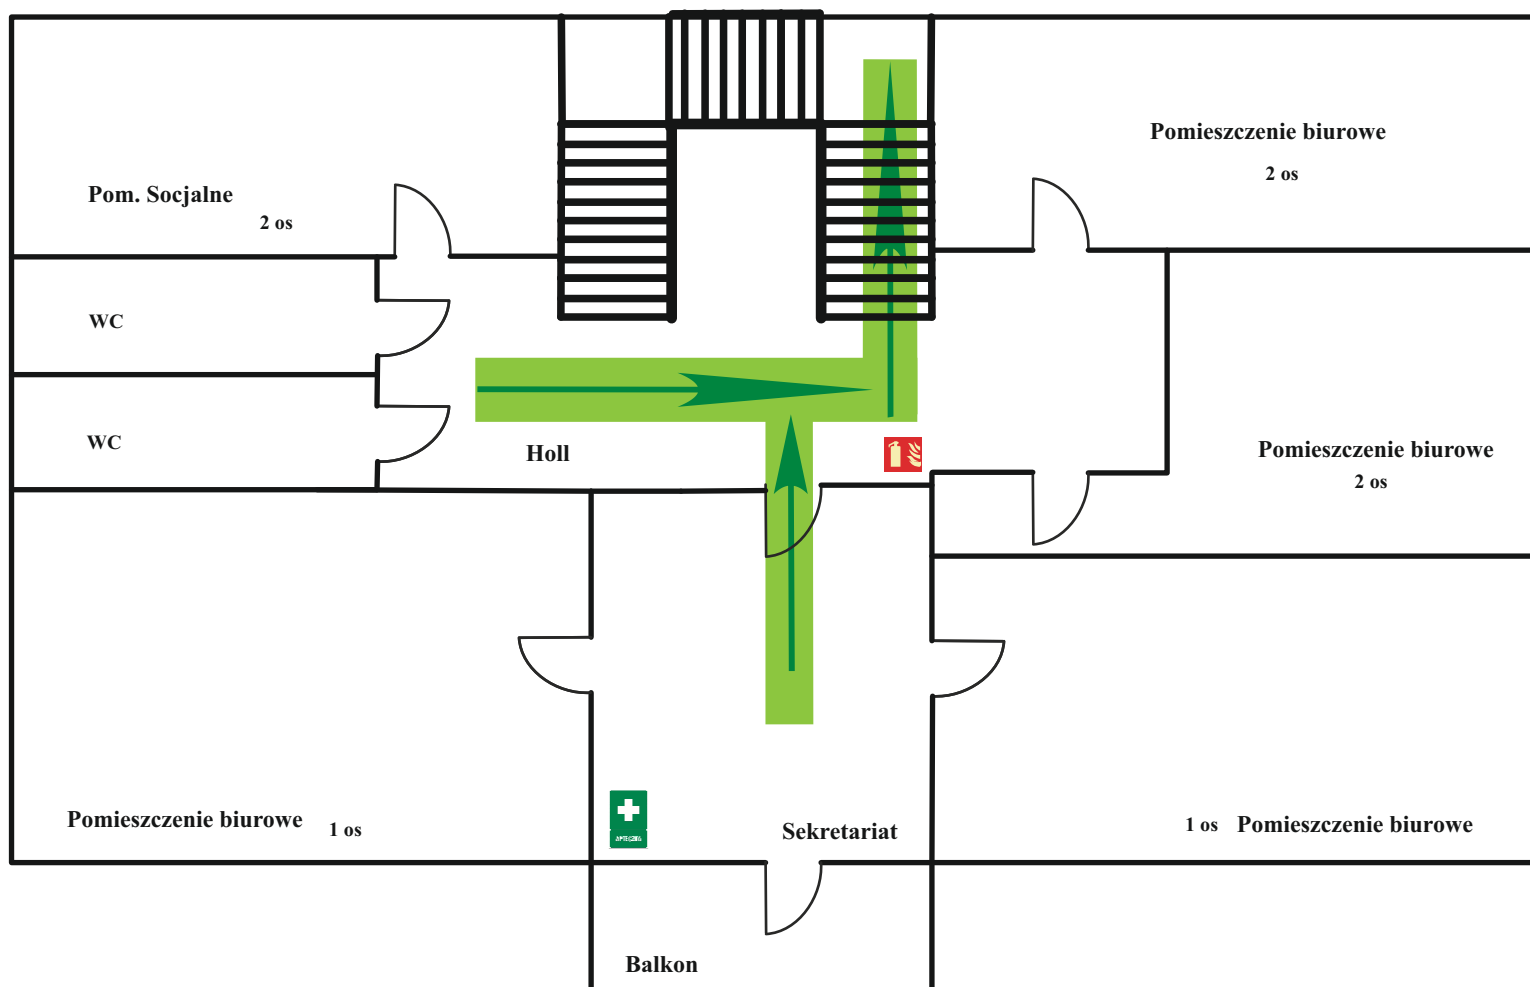 Pomieszczenie biurowe
2 os
Pom. Socjalne
2 os
WC
WC
Holl
Pomieszczenie biurowe
2 os
Pomieszczenie biurowe
1 os
APTECZKA
Sekretariat
1 os
Pomieszczenie biurowe
Balkon